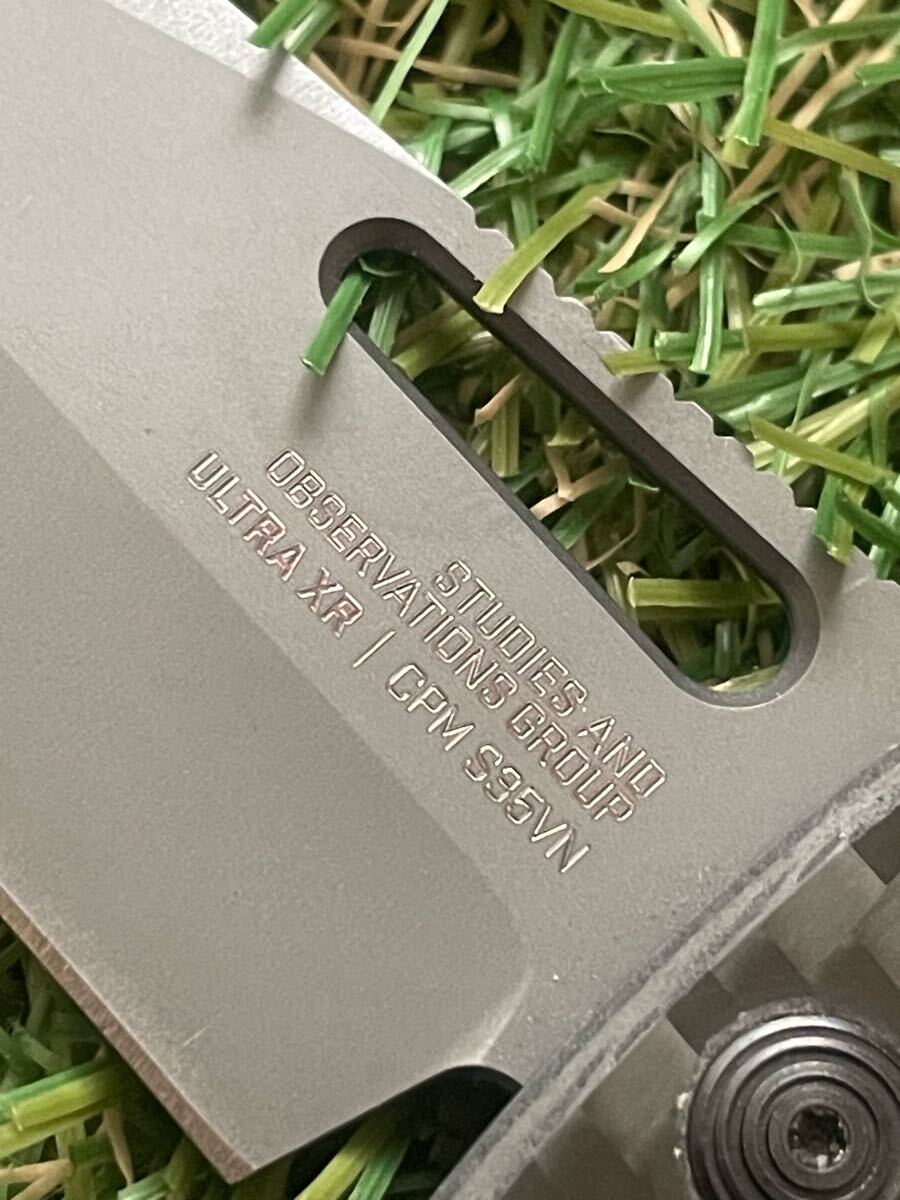 STUDIES AND
OBSERVATIONS GROUP
ULTRA XR | CPM S35VN